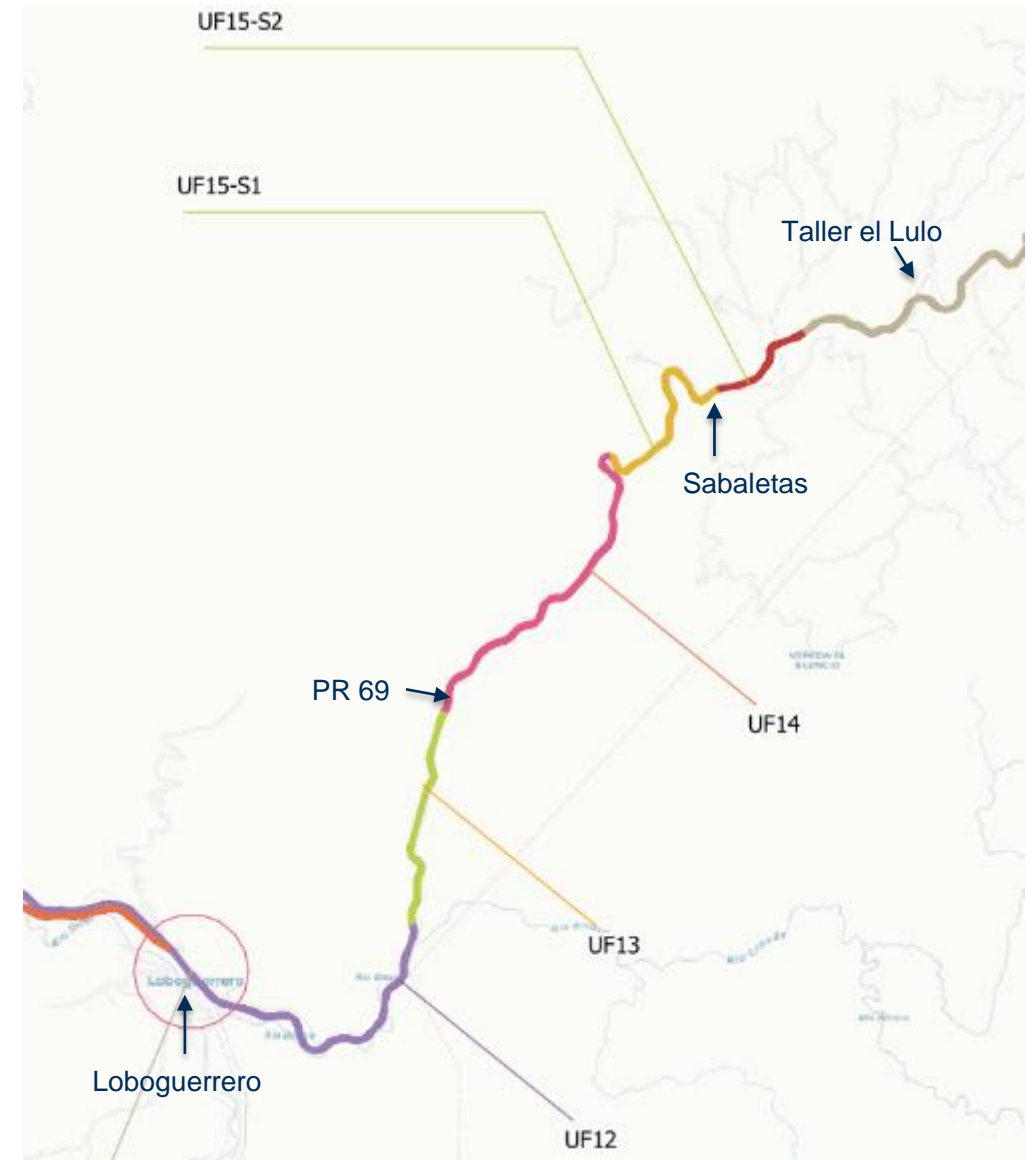 UF15-S2
UF15-S1
Taller el Lulo
Sabaletas
PR 69
UF14
UF13
Loboguerrero
Loboguerrero
UF12